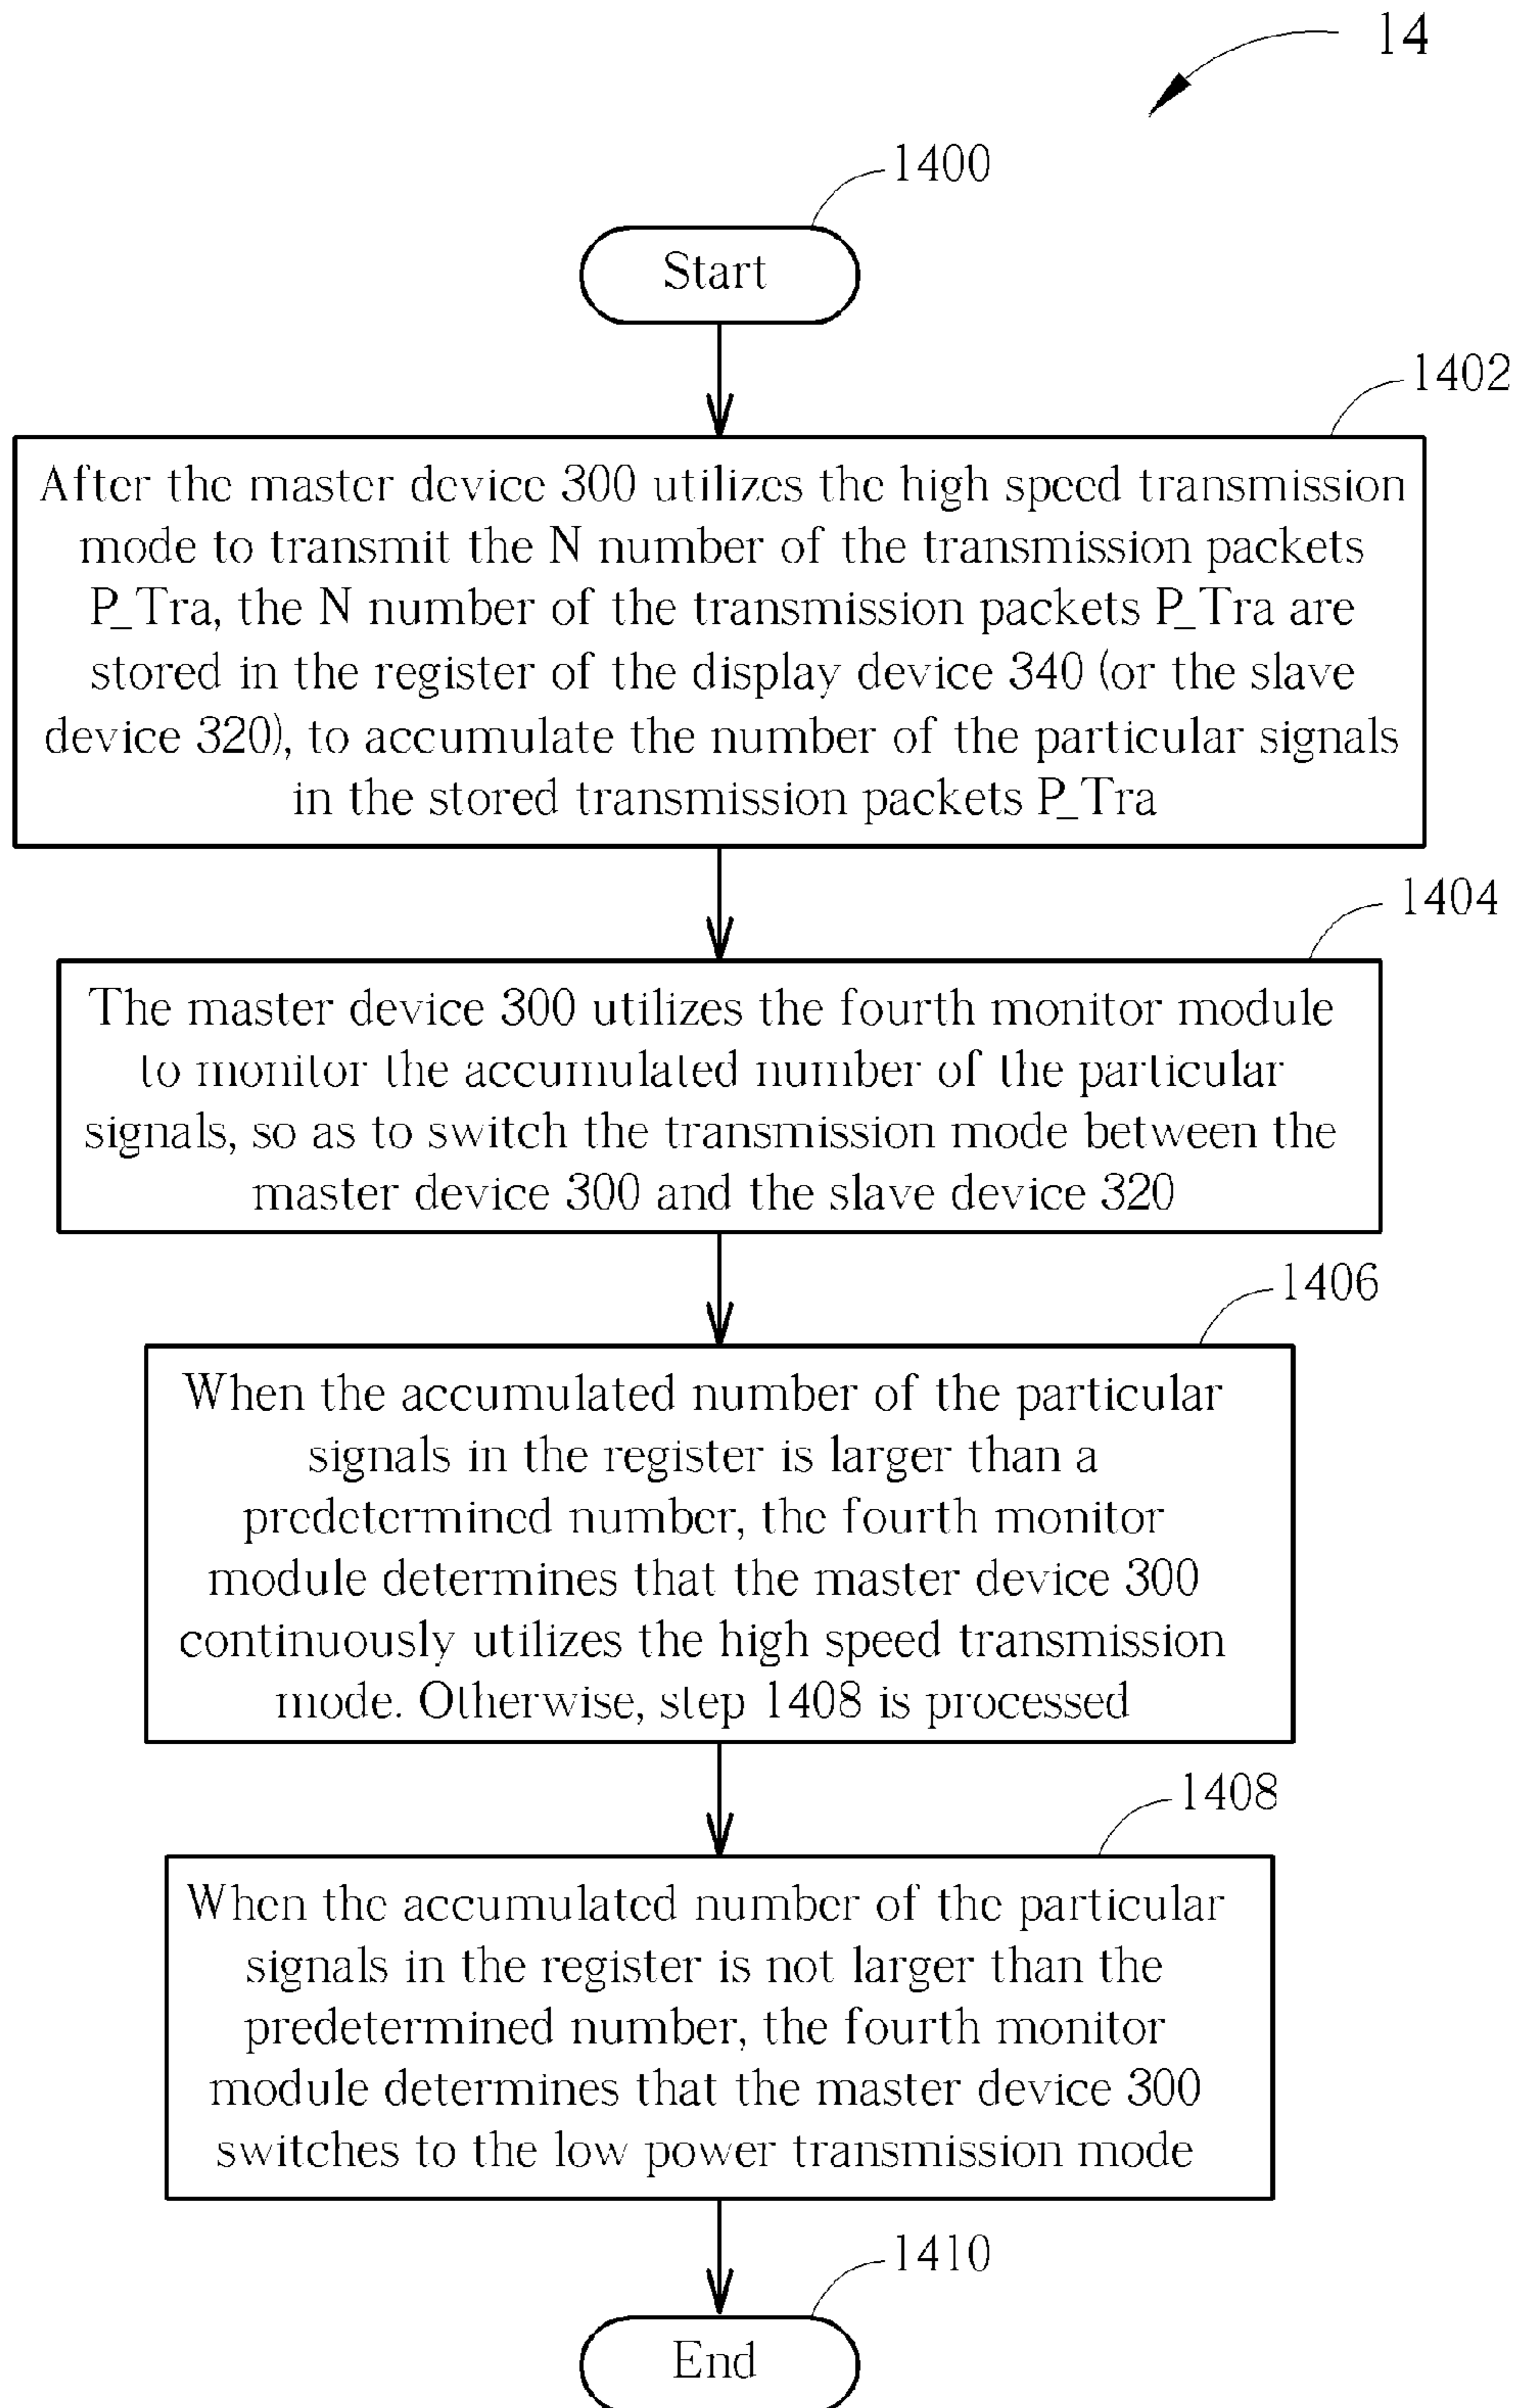 14
1400
Start
1402
After the master device 300 utilizes the high speed transmission
mode to transmit the N number of the transmission packets
P_Tra, the N number of the transmission packets P_Tra are
stored in the register of the display device 340 (or the slave
device 320), to accumulate the number of the particular signals
in the stored transmission packets P_Tra
1404
The master device 300 utilizes the fourth monitor module
to monitor the accumulated number of the particular
signals, so as to switch the transmission mode between the
master device 300 and the slave device 320
1406
When the accumulated number of the particular
signals in the register is larger than a
predetermined number, the fourth monitor
module determines that the master device 300
continuously utilizes the high speed transmission
mode. Otherwise, step 1408 is processed
1408
When the accumulated number of the particular
signals in the register is not larger than the
predetermined number, the fourth monitor
module determines that the master device 300
switches to the low power transmission mode
1410
End